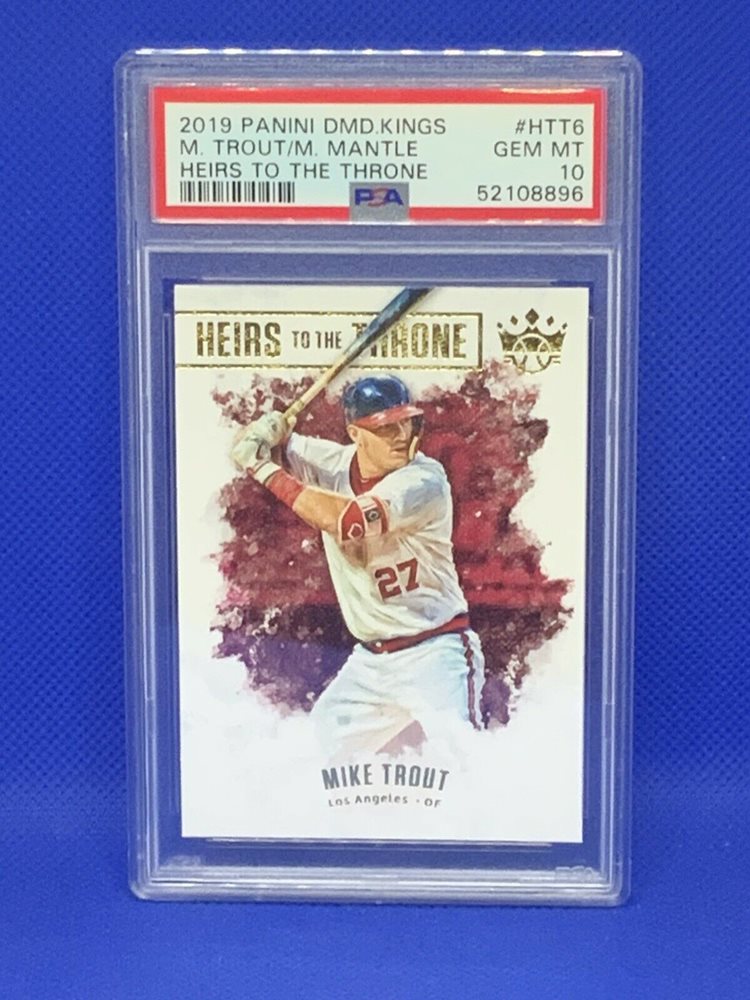 2019 PANINI DMD.KINGS #HTT6
M. TROUT/M. MANTLE GEM MT
HEIRS TO THE THRONE 10
PSA 52108896
HEIRS TO THE THRONE
27
MIKE TROUT
Los Angeles - OF